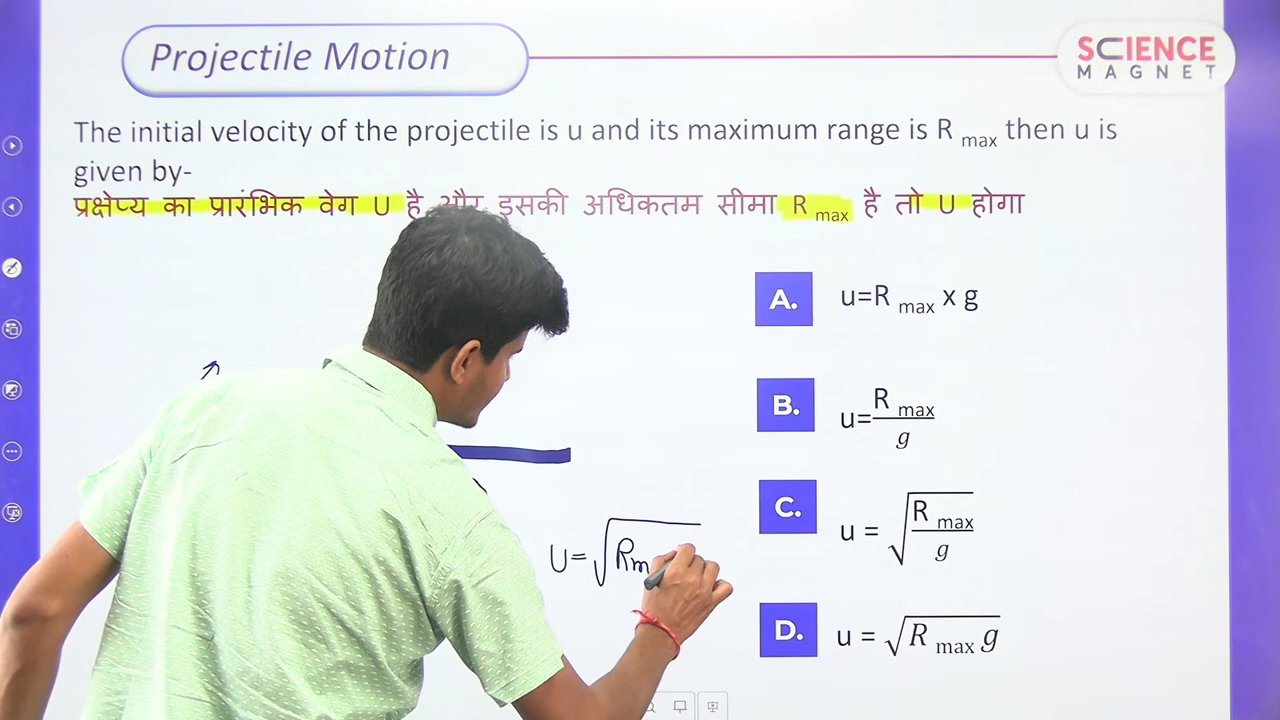 Projectile Motion
SCIENCE
MAGNET
The initial velocity of the projectile is u and its maximum range is R max then u is
given by-
प्रक्षेप्य का प्रारंभिक वेग U है और इसकी अधिकतम सीमा R max है तो U होगा
A. u=R max x g
B. u=R max/g
C. u = √R max/g
D. u = √R max g
U=√Rm